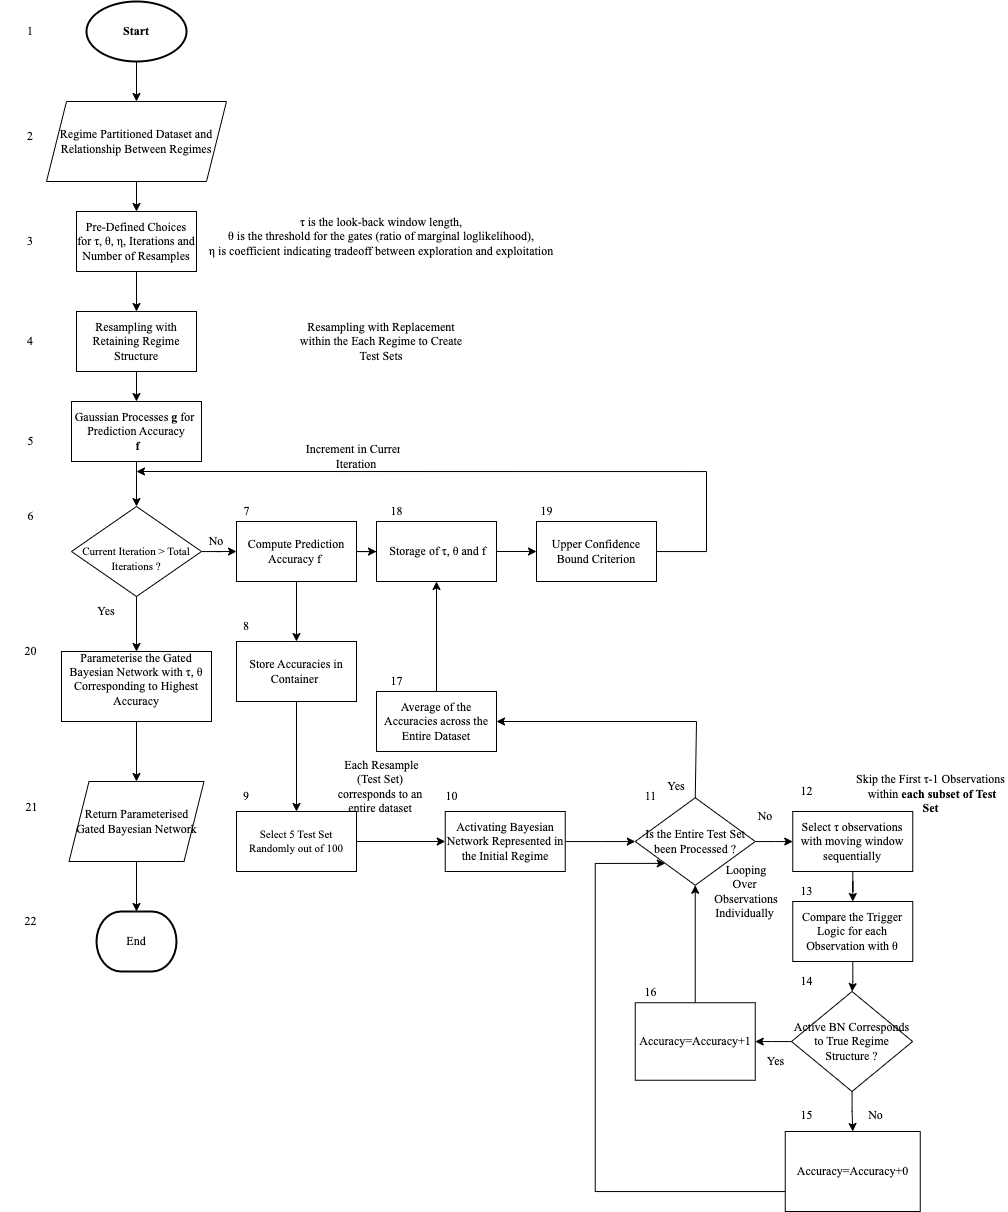 1
Start
2
Regime Partitioned Dataset and
Relationship Between Regimes
3
Pre-Defined Choices
for τ, θ, η, Iterations and
Number of Resamples
τ is the look-back window length,
θ is the threshold for the gates (ratio of marginal loglikelihood),
η is coefficient indicating tradeoff between exploration and exploitation
4
Resampling with
Retaining Regime
Structure
Resampling with Replacement
within the Each Regime to Create
Test Sets
5
Gaussian Processes g for
Prediction Accuracy
f
Increment in Curre
Iteration
6
Current Iteration > Total
Iterations ?
No
Yes
7
Compute Prediction
Accuracy f
18
Storage of τ, θ and f
19
Upper Confidence
Bound Criterion
20
Parameterise the Gated
Bayesian Network with τ, θ
Corresponding to Highest
Accuracy
8
Store Accuracies in
Container
17
Average of the
Accuracies across the
Entire Dataset
21
Return Parameterised
Gated Bayesian Network
9
Select 5 Test Set
Randomly out of 100
Each Resample
(Test Set)
corresponds to an
entire dataset
10
Activating Bayesian
Network Represented in
the Initial Regime
11
Yes
Is the Entire Test Set
been Processed ?
No
Looping
Over
Observations
Individually
12
Skip the First τ-1 Observations
within each subset of Test
Set
Select τ observations
with moving window
sequentially
13
Compare the Trigger
Logic for each
Observation with θ
22
End
14
Active BN Corresponds
to True Regime
Structure ?
Yes
No
16
Accuracy=Accuracy+1
15
Accuracy=Accuracy+0